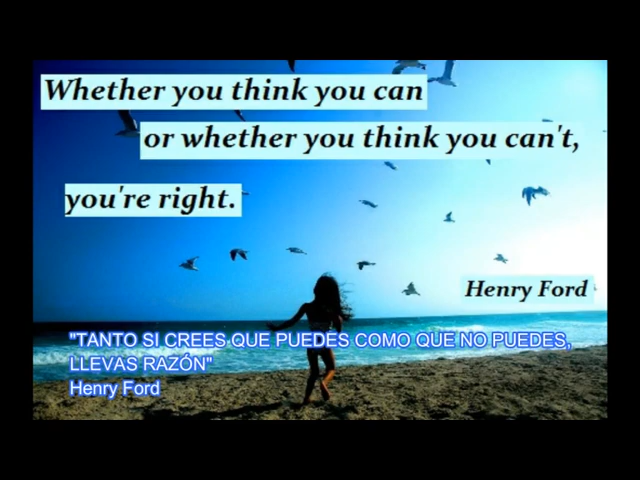 Whether you think you can
or whether you think you can't,
you're right.
Henry Ford
"TANTO SI CREES QUE PUEDES COMO QUE NO PUEDES,
LLEVAS RAZÓN"
Henry Ford